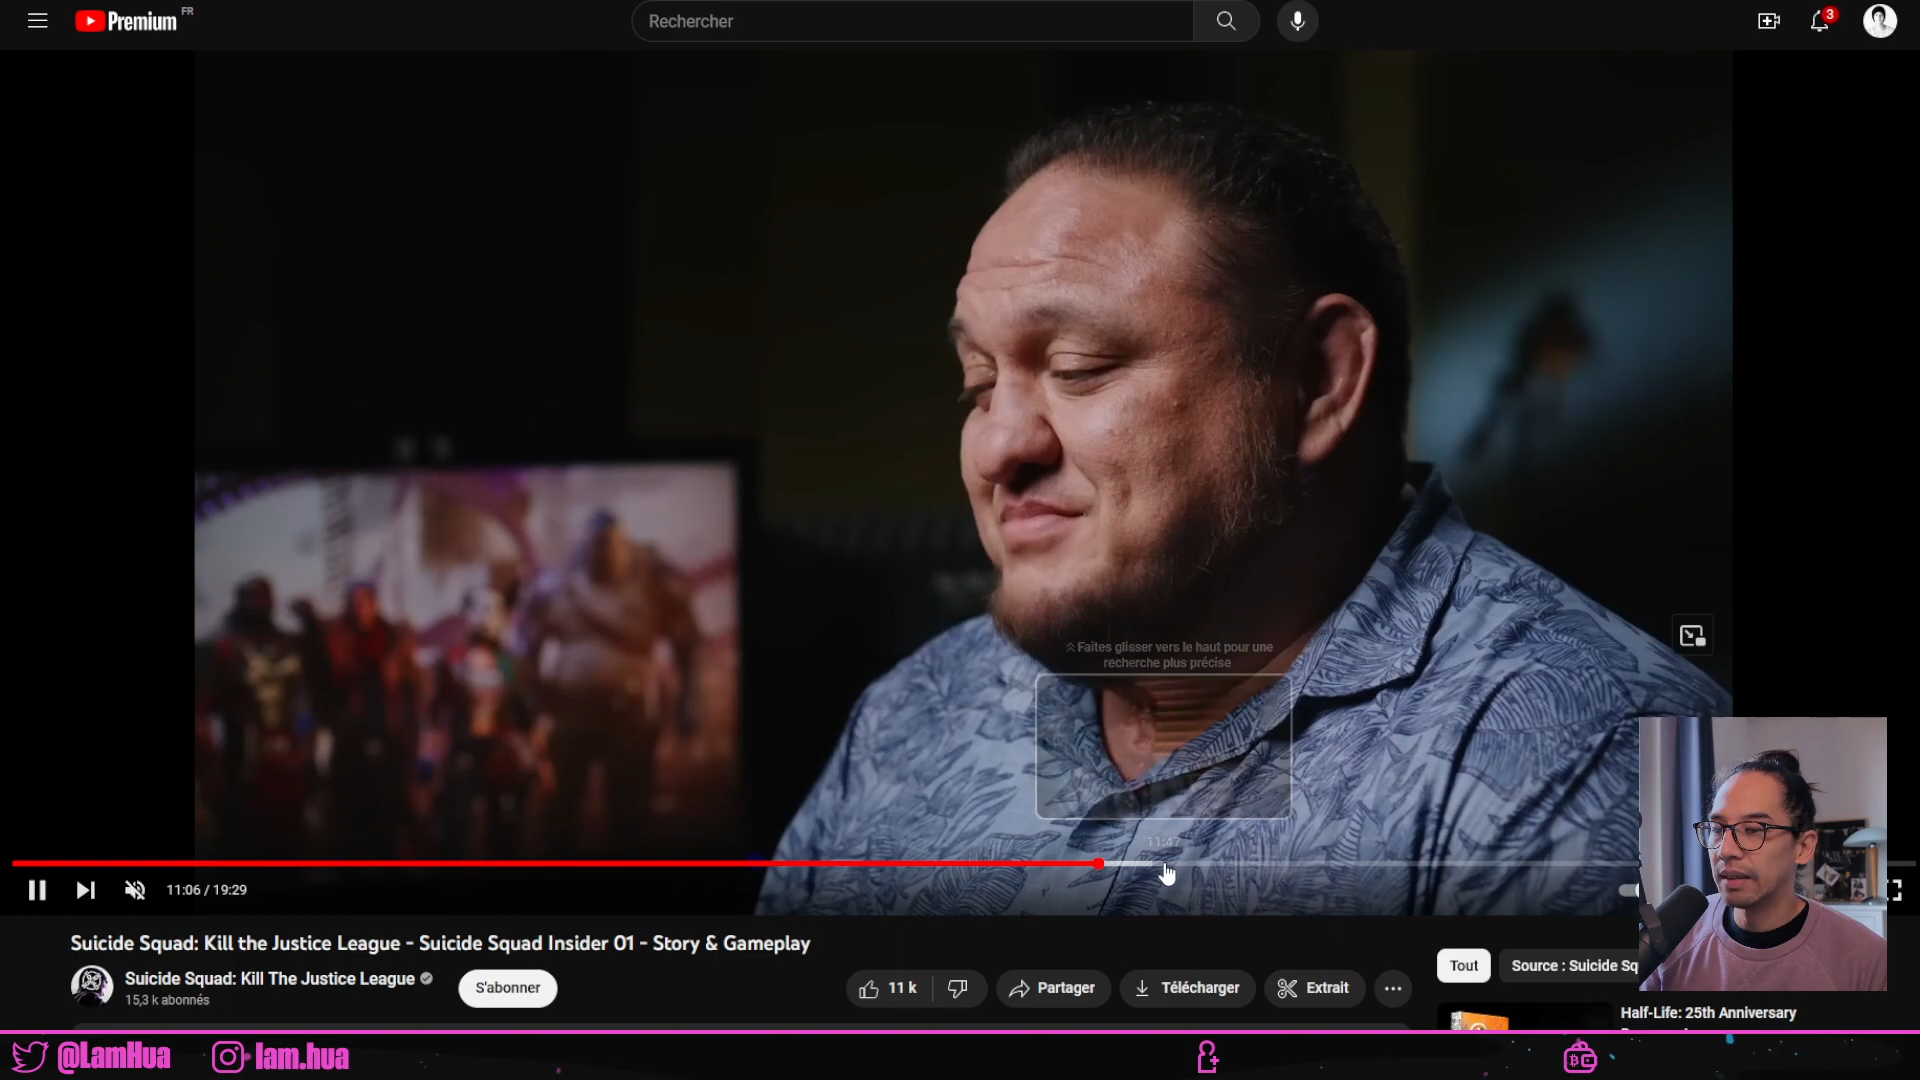 Premium FR
Rechercher
3
Faites glisser vers le haut pour une
recherche plus précise
11:47
11:06 / 19:29
Suicide Squad: Kill the Justice League - Suicide Squad Insider 01 - Story & Gameplay
Suicide Squad: Kill The Justice League
15,3 k abonnés
S'abonner
11 k
Partager
Télécharger
Extrait
Tout
Source : Suicide Sq
Half-Life: 25th Anniversary
@LamHua
lam.hua